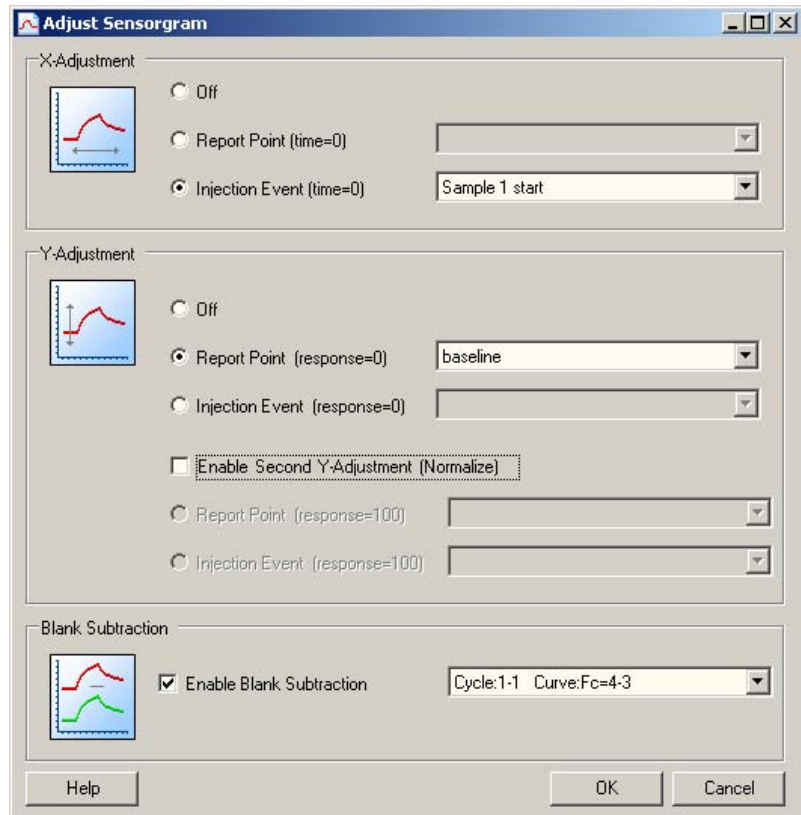 Adjust Sensorgram
X-Adjustment
Off
Report Point (time=0)
Injection Event (time=0) Sample 1 start
Y-Adjustment
Off
Report Point (response=0) baseline
Injection Event (response=0)
Enable Second Y-Adjustment (Normalize)
Report Point (response=100)
Injection Event (response=100)
Blank Subtraction
Enable Blank Subtraction Cycle:1-1 Curve:Fc=4-3
Help OK Cancel